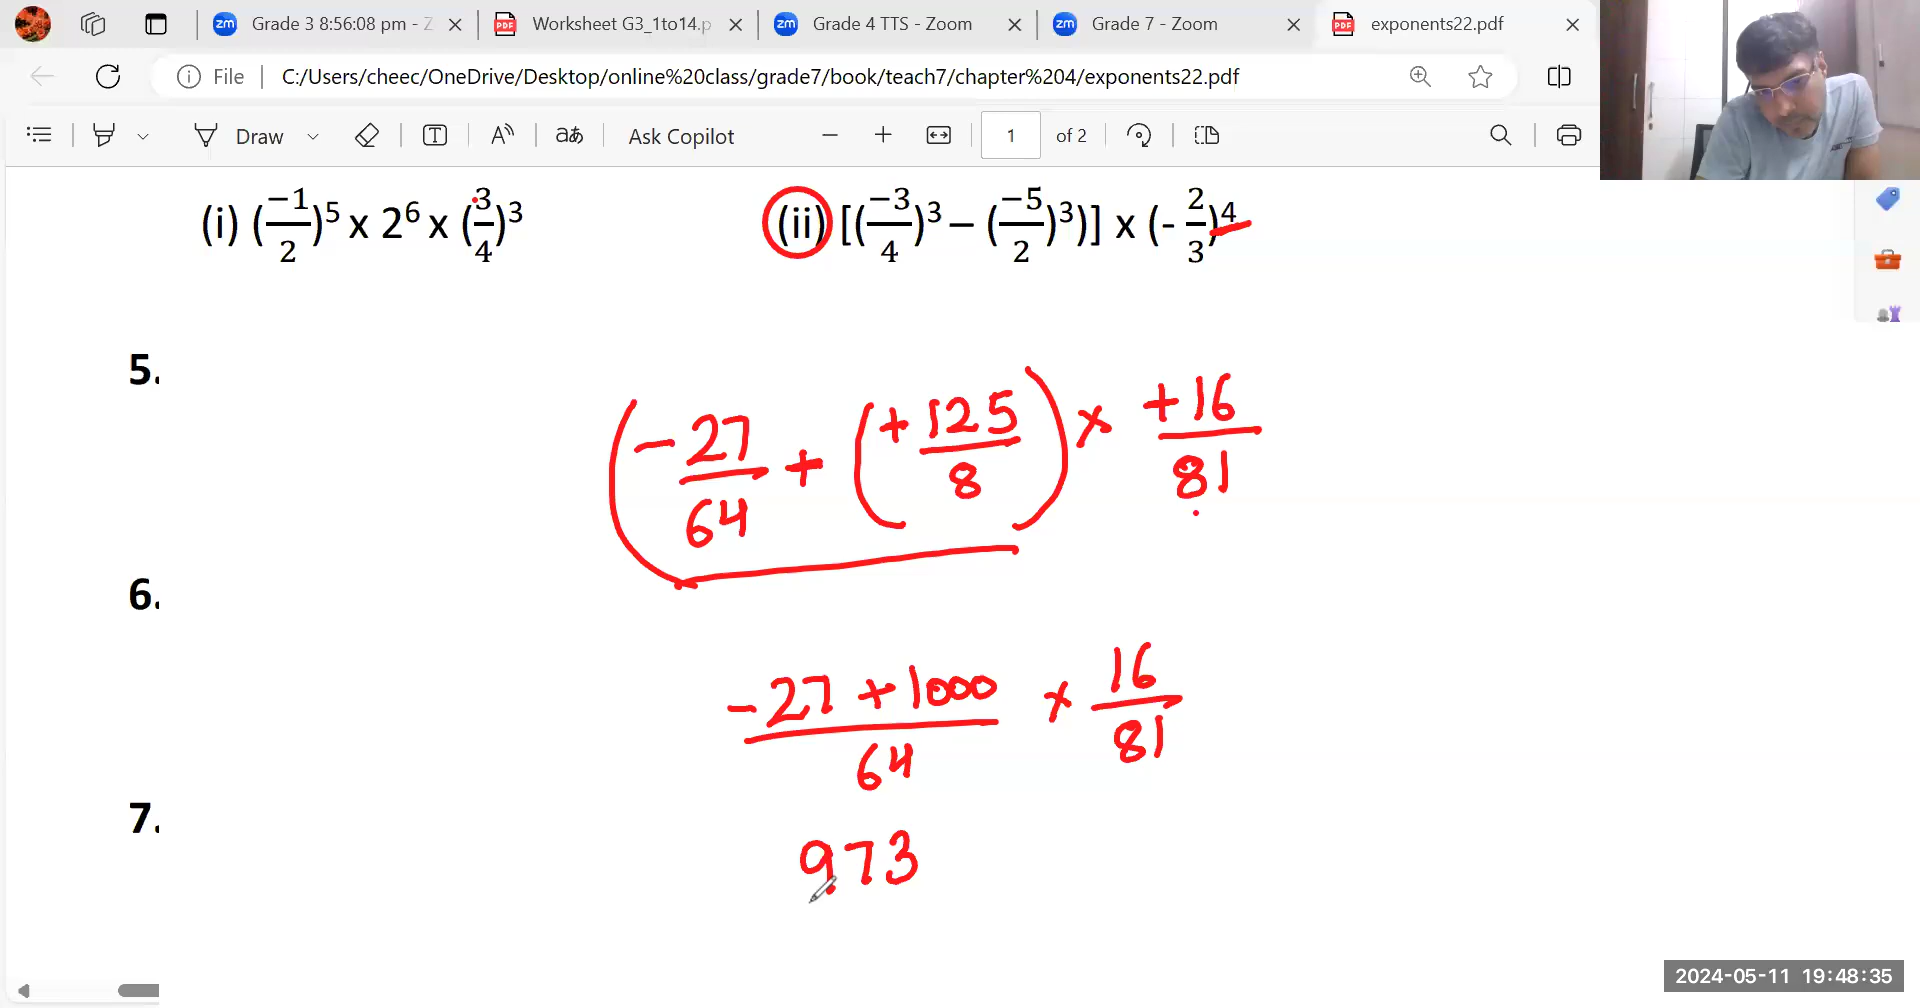 Grade 3 8:56:08 pm - Z
Worksheet G3_1to14.p
Grade 4 TTS - Zoom
Grade 7 - Zoom
exponents22.pdf
File | C:/Users/cheec/OneDrive/Desktop/online%20class/grade7/book/teach7/chapter%204/exponents22.pdf
Draw
Ask Copilot
1 of 2
(i) (−1/2)^5 x 2^6 x (3/4)^3
(ii) [(−3/4)^3 − (−5/2)^3)] x (- 2/3)^4
5.
(−27/64 + (+125/8) × +16/81
6.
−27 + 1000/64 × 16/81
7.
973
2024-05-11 19:48:35